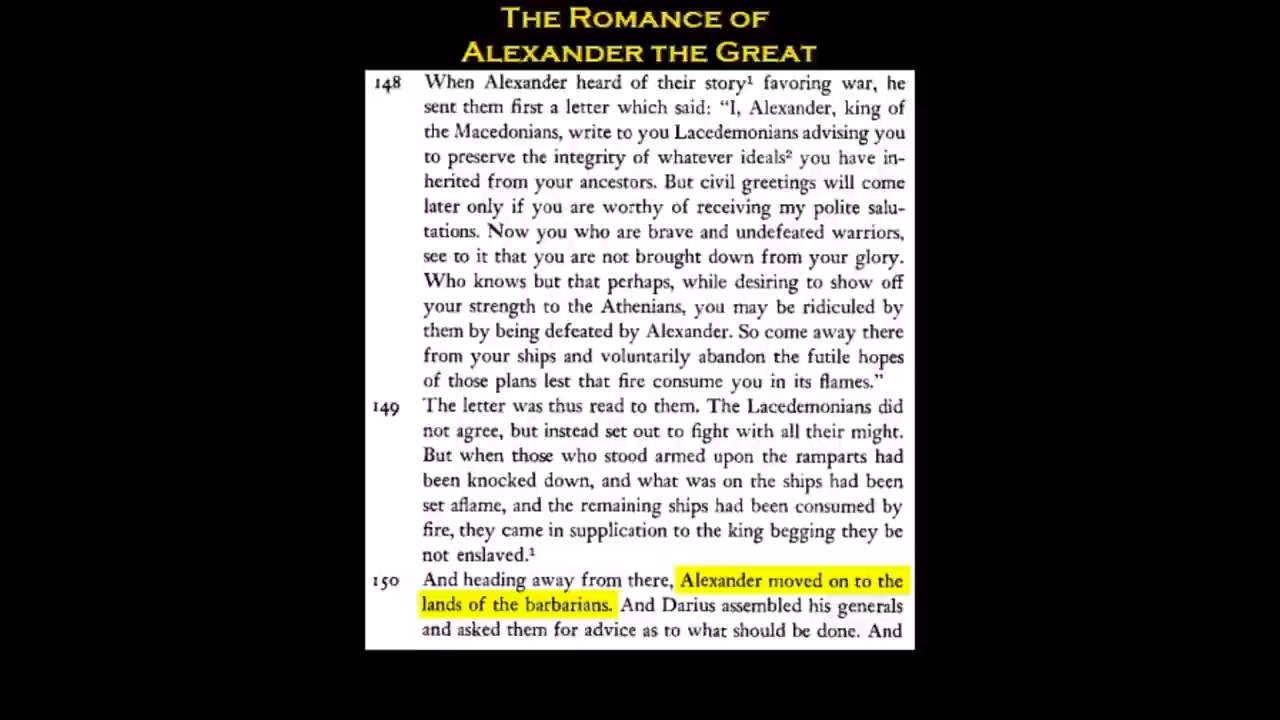 THE ROMANCE OF
ALEXANDER THE GREAT
148 When Alexander heard of their story¹ favoring war, he
sent them first a letter which said: “I, Alexander, king of
the Macedonians, write to you Lacedemonians advising you
to preserve the integrity of whatever ideals² you have in-
herited from your ancestors. But civil greetings will come
later only if you are worthy of receiving my polite salu-
tations. Now you who are brave and undefeated warriors,
see to it that you are not brought down from your glory.
Who knows but that perhaps, while desiring to show off
your strength to the Athenians, you may be ridiculed by
them by being defeated by Alexander. So come away there
from your ships and voluntarily abandon the futile hopes
of those plans lest that fire consume you in its flames.”
149 The letter was thus read to them. The Lacedemonians did
not agree, but instead set out to fight with all their might.
But when those who stood armed upon the ramparts had
been knocked down, and what was on the ships had been
set aflame, and the remaining ships had been consumed by
fire, they came in supplication to the king begging they be
not enslaved.¹
150 And heading away from there, Alexander moved on to the
lands of the barbarians. And Darius assembled his generals
and asked them for advice as to what should be done. And